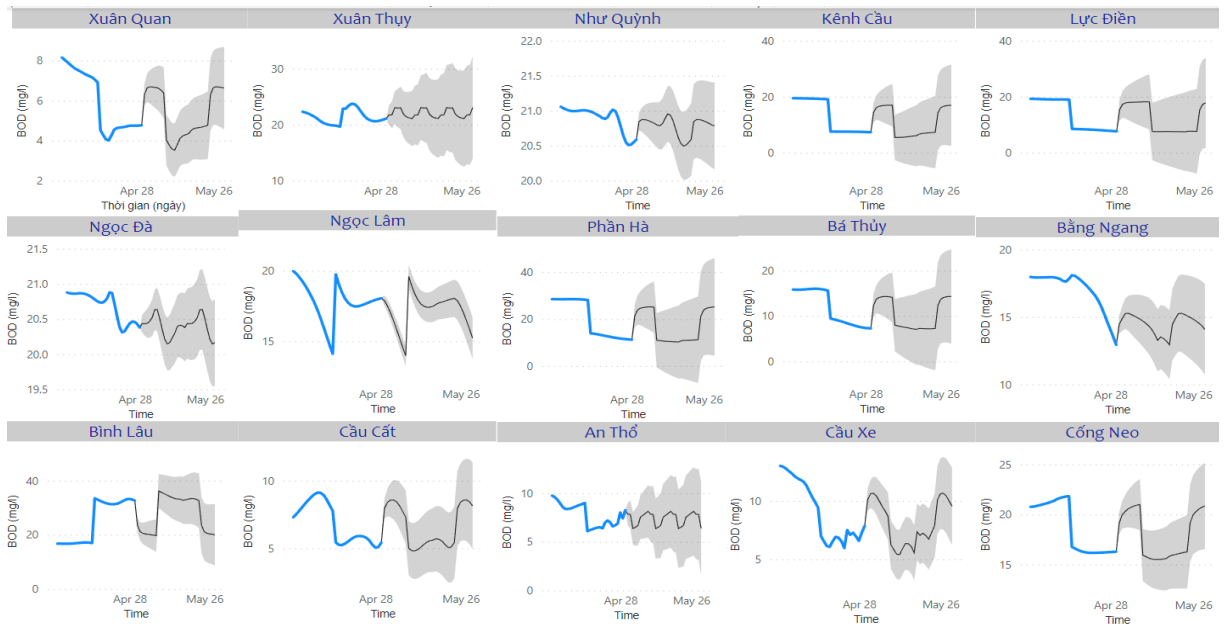 Xuân Quan
BOD (mg/l)
8
6
4
2
Apr 28
May 26
Thời gian (ngày)
Xuân Thụy
BOD (mg/l)
30
20
10
Apr 28
May 26
Như Quỳnh
BOD (mg/l)
22.0
21.5
21.0
20.5
20.0
Apr 28
May 26
Time
Kênh Cầu
BOD (mg/l)
40
20
0
Apr 28
May 26
Time
Lực Điền
BOD (mg/l)
40
20
0
Apr 28
May 26
Time
Ngọc Đà
BOD (mg/l)
21.5
21.0
20.5
20.0
19.5
Apr 28
May 26
Time
Ngọc Lâm
BOD (mg/l)
20
15
Apr 28
May 26
Time
Phần Hà
BOD (mg/l)
40
20
0
Apr 28
May 26
Time
Bá Thủy
BOD (mg/l)
20
10
0
Apr 28
May 26
Time
Bằng Ngang
BOD (mg/l)
20
15
10
Apr 28
May 26
Time
Bình Lâu
BOD (mg/l)
40
20
0
Apr 28
May 26
Time
Cầu Cất
BOD (mg/l)
10
5
Apr 28
May 26
Time
An Thổ
BOD (mg/l)
10
5
0
Apr 28
May 26
Time
Cầu Xe
BOD (mg/l)
10
5
Apr 28
May 26
Time
Cống Neo
BOD (mg/l)
25
20
15
Apr 28
May 26
Time